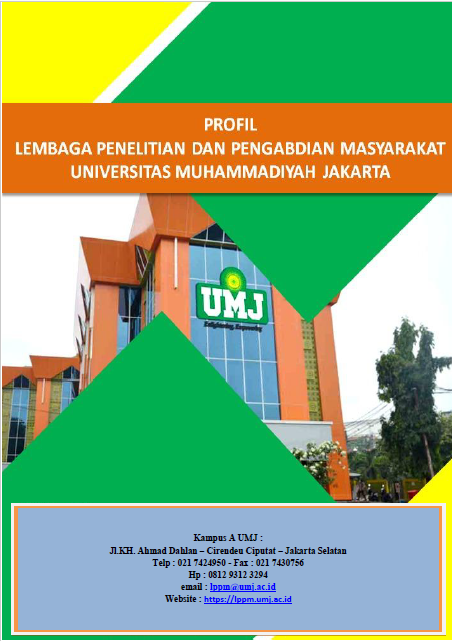 PROFIL
LEMBAGA PENELITIAN DAN PENGABDIAN MASYARAKAT
UNIVERSITAS MUHAMMADIYAH JAKARTA
UMJ
Enlightening, Empowering
Kampus A UMJ :
Jl.KH. Ahmad Dahlan – Cirendeu Ciputat – Jakarta Selatan
Telp : 021 7424950 - Fax : 021 7430756
Hp : 0812 9312 3294
email : lppm@umj.ac.id
Website : https://lppm.umj.ac.id